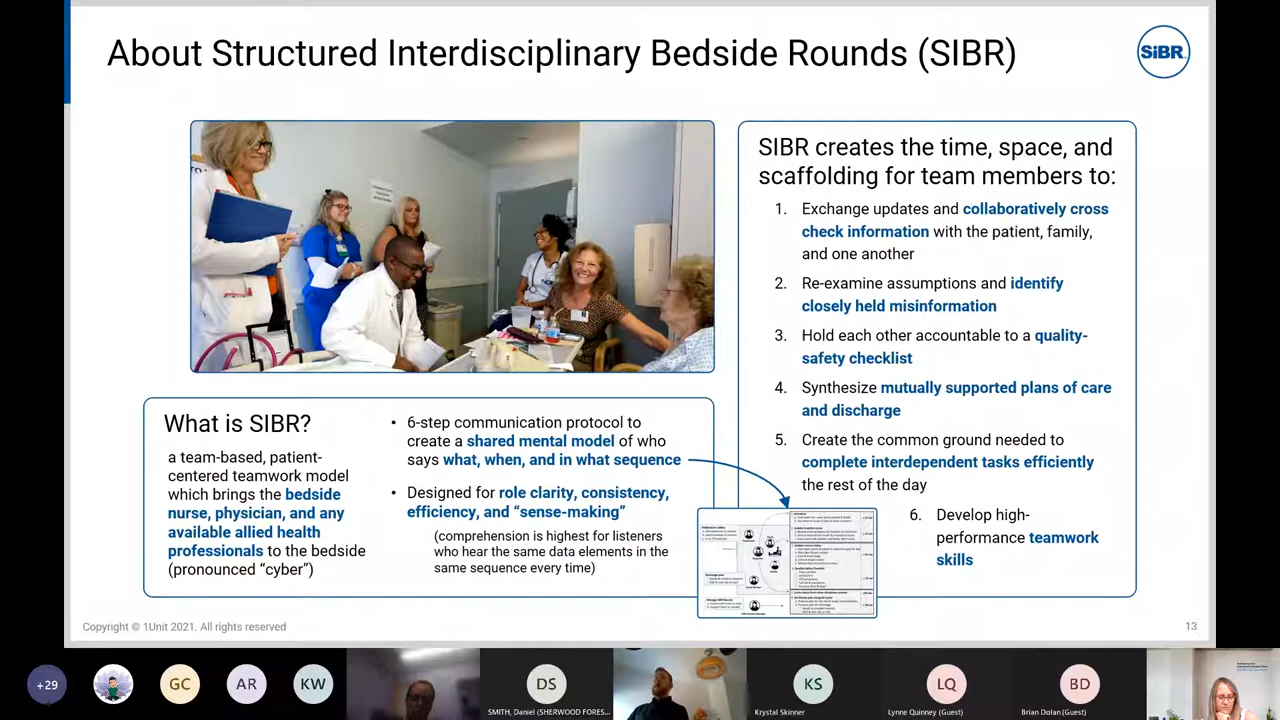 About Structured Interdisciplinary Bedside Rounds (SIBR)
SiBR
SIBR creates the time, space, and
scaffolding for team members to:
1. Exchange updates and collaboratively cross
check information with the patient, family,
and one another
2. Re-examine assumptions and identify
closely held misinformation
3. Hold each other accountable to a quality-
safety checklist
4. Synthesize mutually supported plans of care
and discharge
5. Create the common ground needed to
complete interdependent tasks efficiently
the rest of the day
6. Develop high-
performance teamwork
skills
What is SIBR?
a team-based, patient-
centered teamwork model
which brings the bedside
nurse, physician, and any
available allied health
professionals to the bedside
(pronounced “cyber”)
• 6-step communication protocol to
create a shared mental model of who
says what, when, and in what sequence
• Designed for role clarity, consistency,
efficiency, and “sense-making”
(comprehension is highest for listeners
who hear the same data elements in the
same sequence every time)
Copyright © 1Unit 2021. All rights reserved
13
+29
GC
AR
KW
DS
SMITH, Daniel (SHERWOOD FORES...
KS
Krystal Skinner
LQ
Lynne Quinney (Guest)
BD
Brian Dolan (Guest)